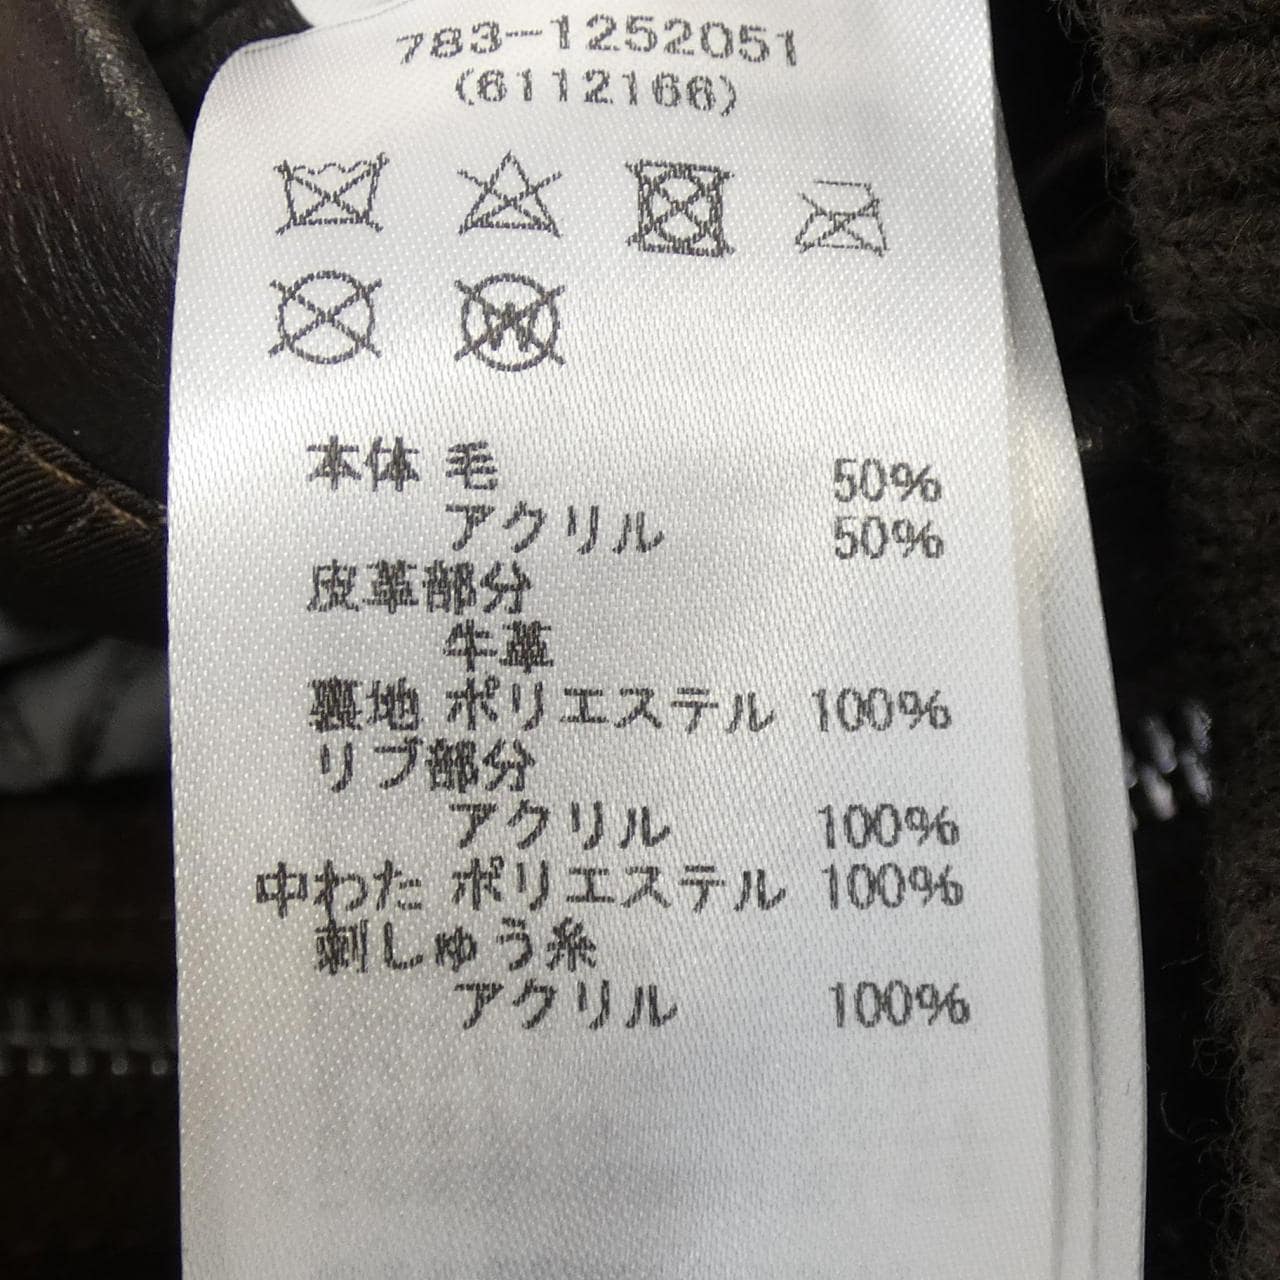 783-1252051
(6112166)
本体 毛 50%
アクリル 50%
皮革部分
牛革
裏地 ポリエステル 100%
リブ部分
アクリル 100%
中わた ポリエステル 100%
刺しゅう糸
アクリル 100%